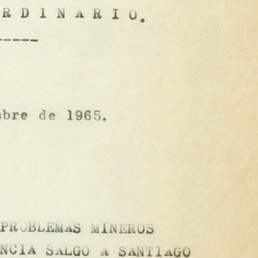 RDINARIO.
-----
mbre de 1965.
PROBLEMAS MINEROS
NCIA SALGO A SANTIAGO